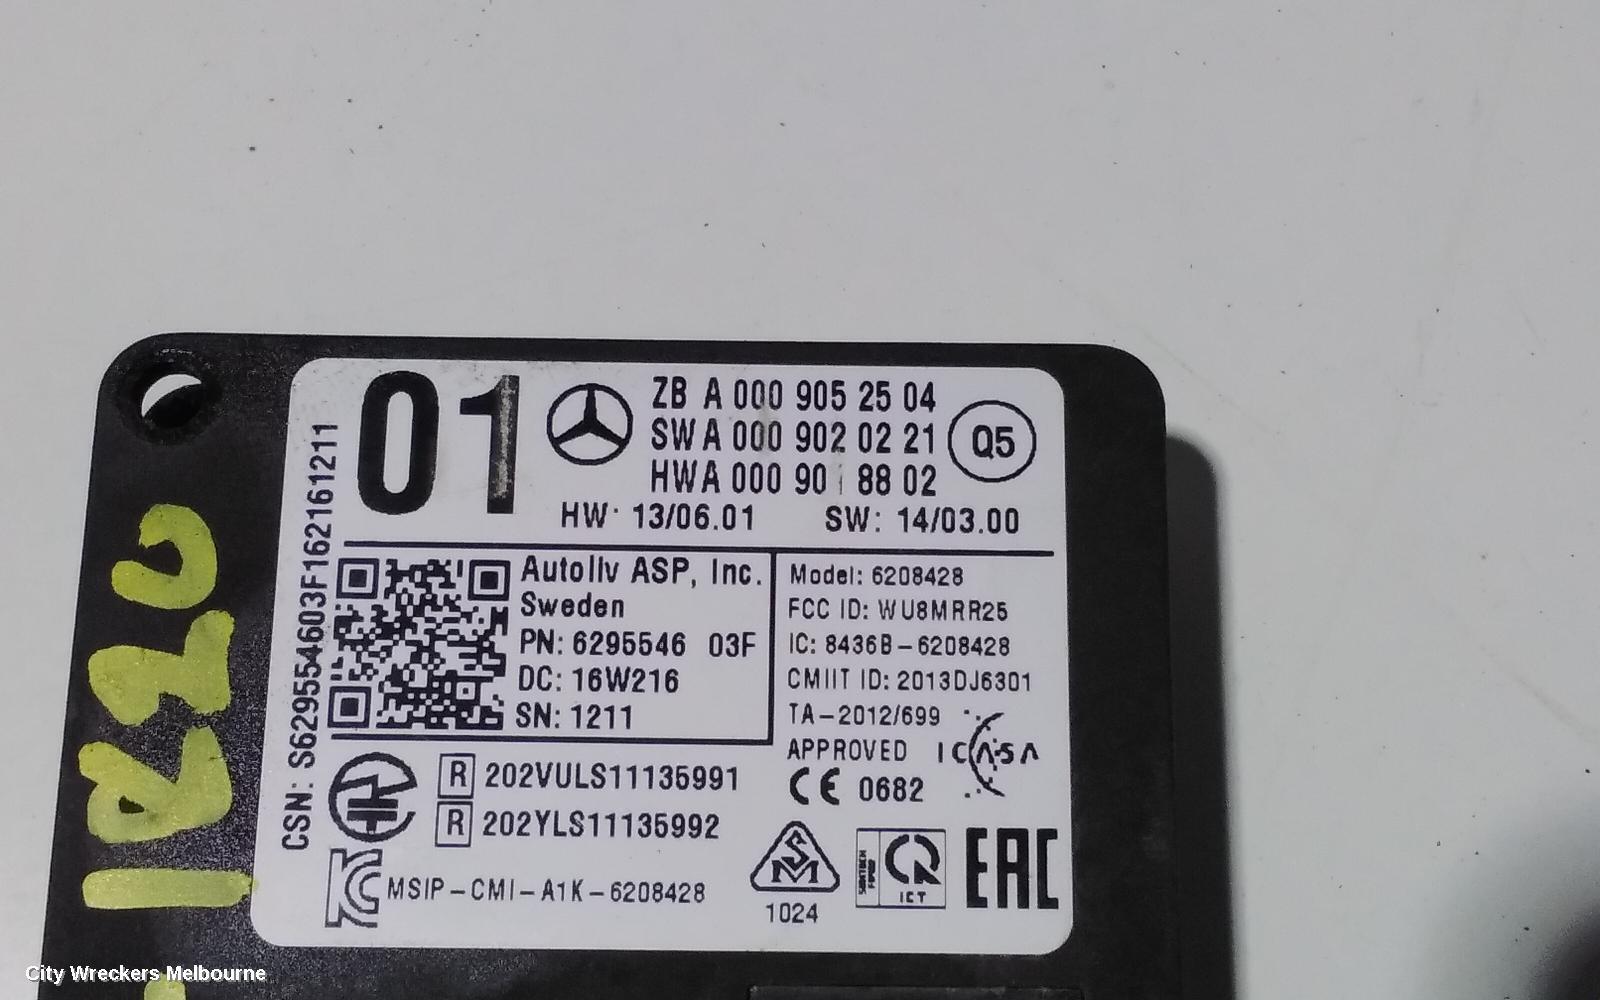 01
ZB A 000 905 25 04
SW A 000 902 02 21
HW A 000 90 88 02
Q5
HW: 13/06.01 SW: 14/03.00
CSN: S629554603F162161211
Autoliv ASP, Inc.
Sweden
PN: 6295546 03F
DC: 16W216
SN: 1211
Model: 6208428
FCC ID: WU8MRR25
IC: 8436B-6208428
CMIIT ID: 2013DJ6301
TA-2012/699
APPROVED ICASA
CE 0682
R 202VULS11135991
R 202YLS11135992
MSIP-CMI-A1K-6208428
SM
1024
ICT
EAC
City Wreckers Melbourne